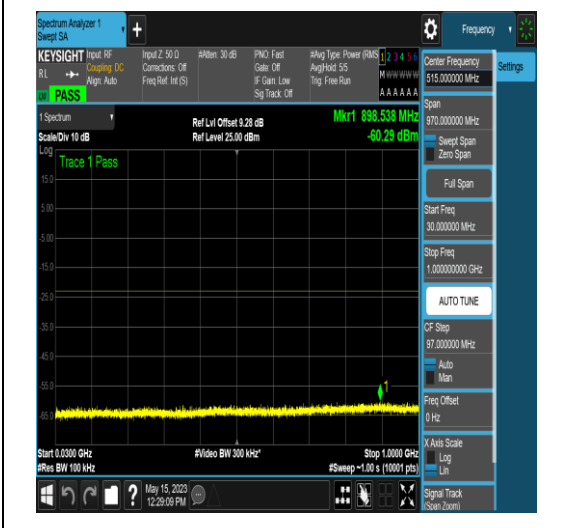 Spectrum Analyzer 1
Swept SA
Frequency
KEYSIGHT
RL
PASS
Input: RF
Coupling: DC
Align: Auto
Input Z: 50 Ω
Corrections: Off
Freq Ref: Int (S)
#Atten: 30 dB
PNO: Fast
Gate: Off
IF Gain: Low
Sig Track: Off
#Avg Type: Power (RMS)
Avg|Hold: 5/5
Trig: Free Run
1 2 3 4 5 6
M W W W W W
A A A A A A
1 Spectrum
Scale/Div 10 dB
Ref Lvl Offset 9.28 dB
Ref Level 25.00 dBm
Mkr1 898.538 MHz
-60.29 dBm
Log
Trace 1 Pass
15.0
5.00
-5.00
-15.0
-25.0
-35.0
-45.0
-55.0
-65.0
1
Start 0.0300 GHz
#Res BW 100 kHz
#Video BW 300 kHz*
Stop 1.0000 GHz
#Sweep ~1.00 s (10001 pts)
May 15, 2023
12:29:09 PM
Center Frequency
515.000000 MHz
Span
970.000000 MHz
Swept Span
Zero Span
Full Span
Start Freq
30.000000 MHz
Stop Freq
1.000000000 GHz
AUTO TUNE
CF Step
97.000000 MHz
Auto
Man
Freq Offset
0 Hz
X Axis Scale
Log
Lin
Signal Track
(Span Zoom)
Settings